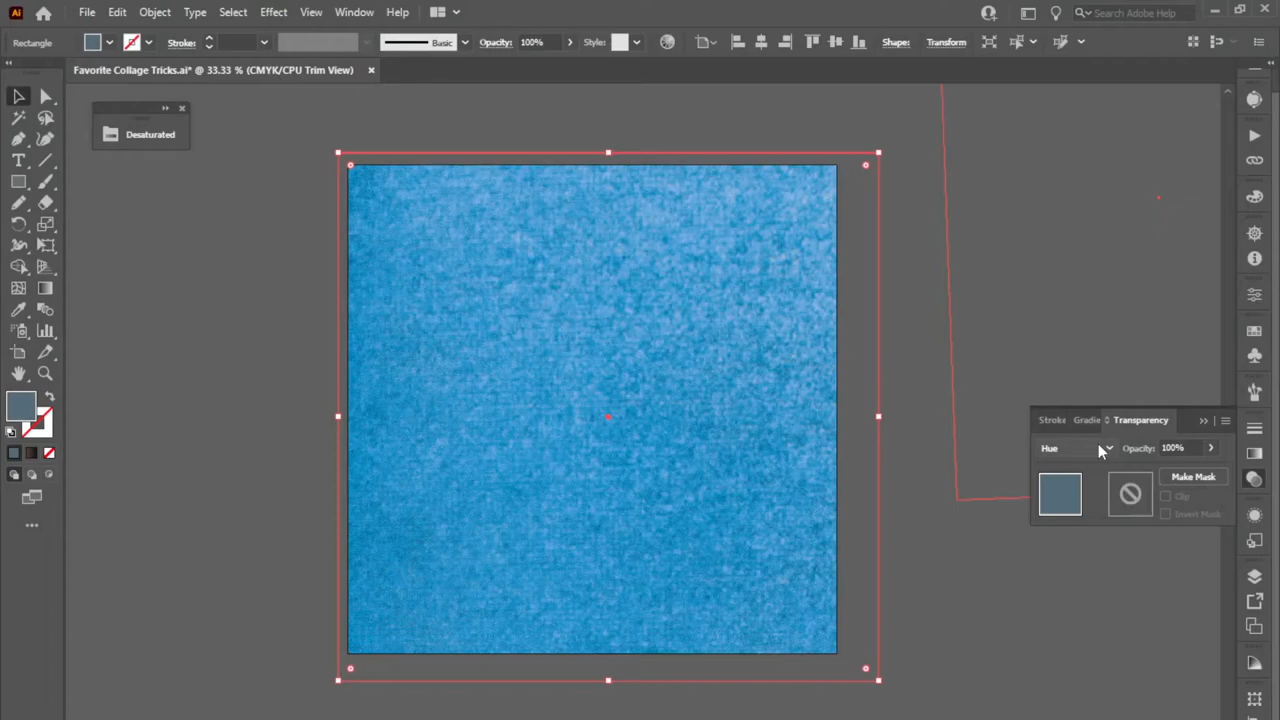 Ai File Edit Object Type Select Effect View Window Help Search Adobe Help
Rectangle Stroke: Basic Opacity: 100% Style: Shape: Transform
Favorite Collage Tricks.ai* @ 33.33 % (CMYK/CPU Trim View)
Desaturated
Stroke Gradie Transparency
Hue Opacity: 100%
Make Mask
Clip
Invert Mask